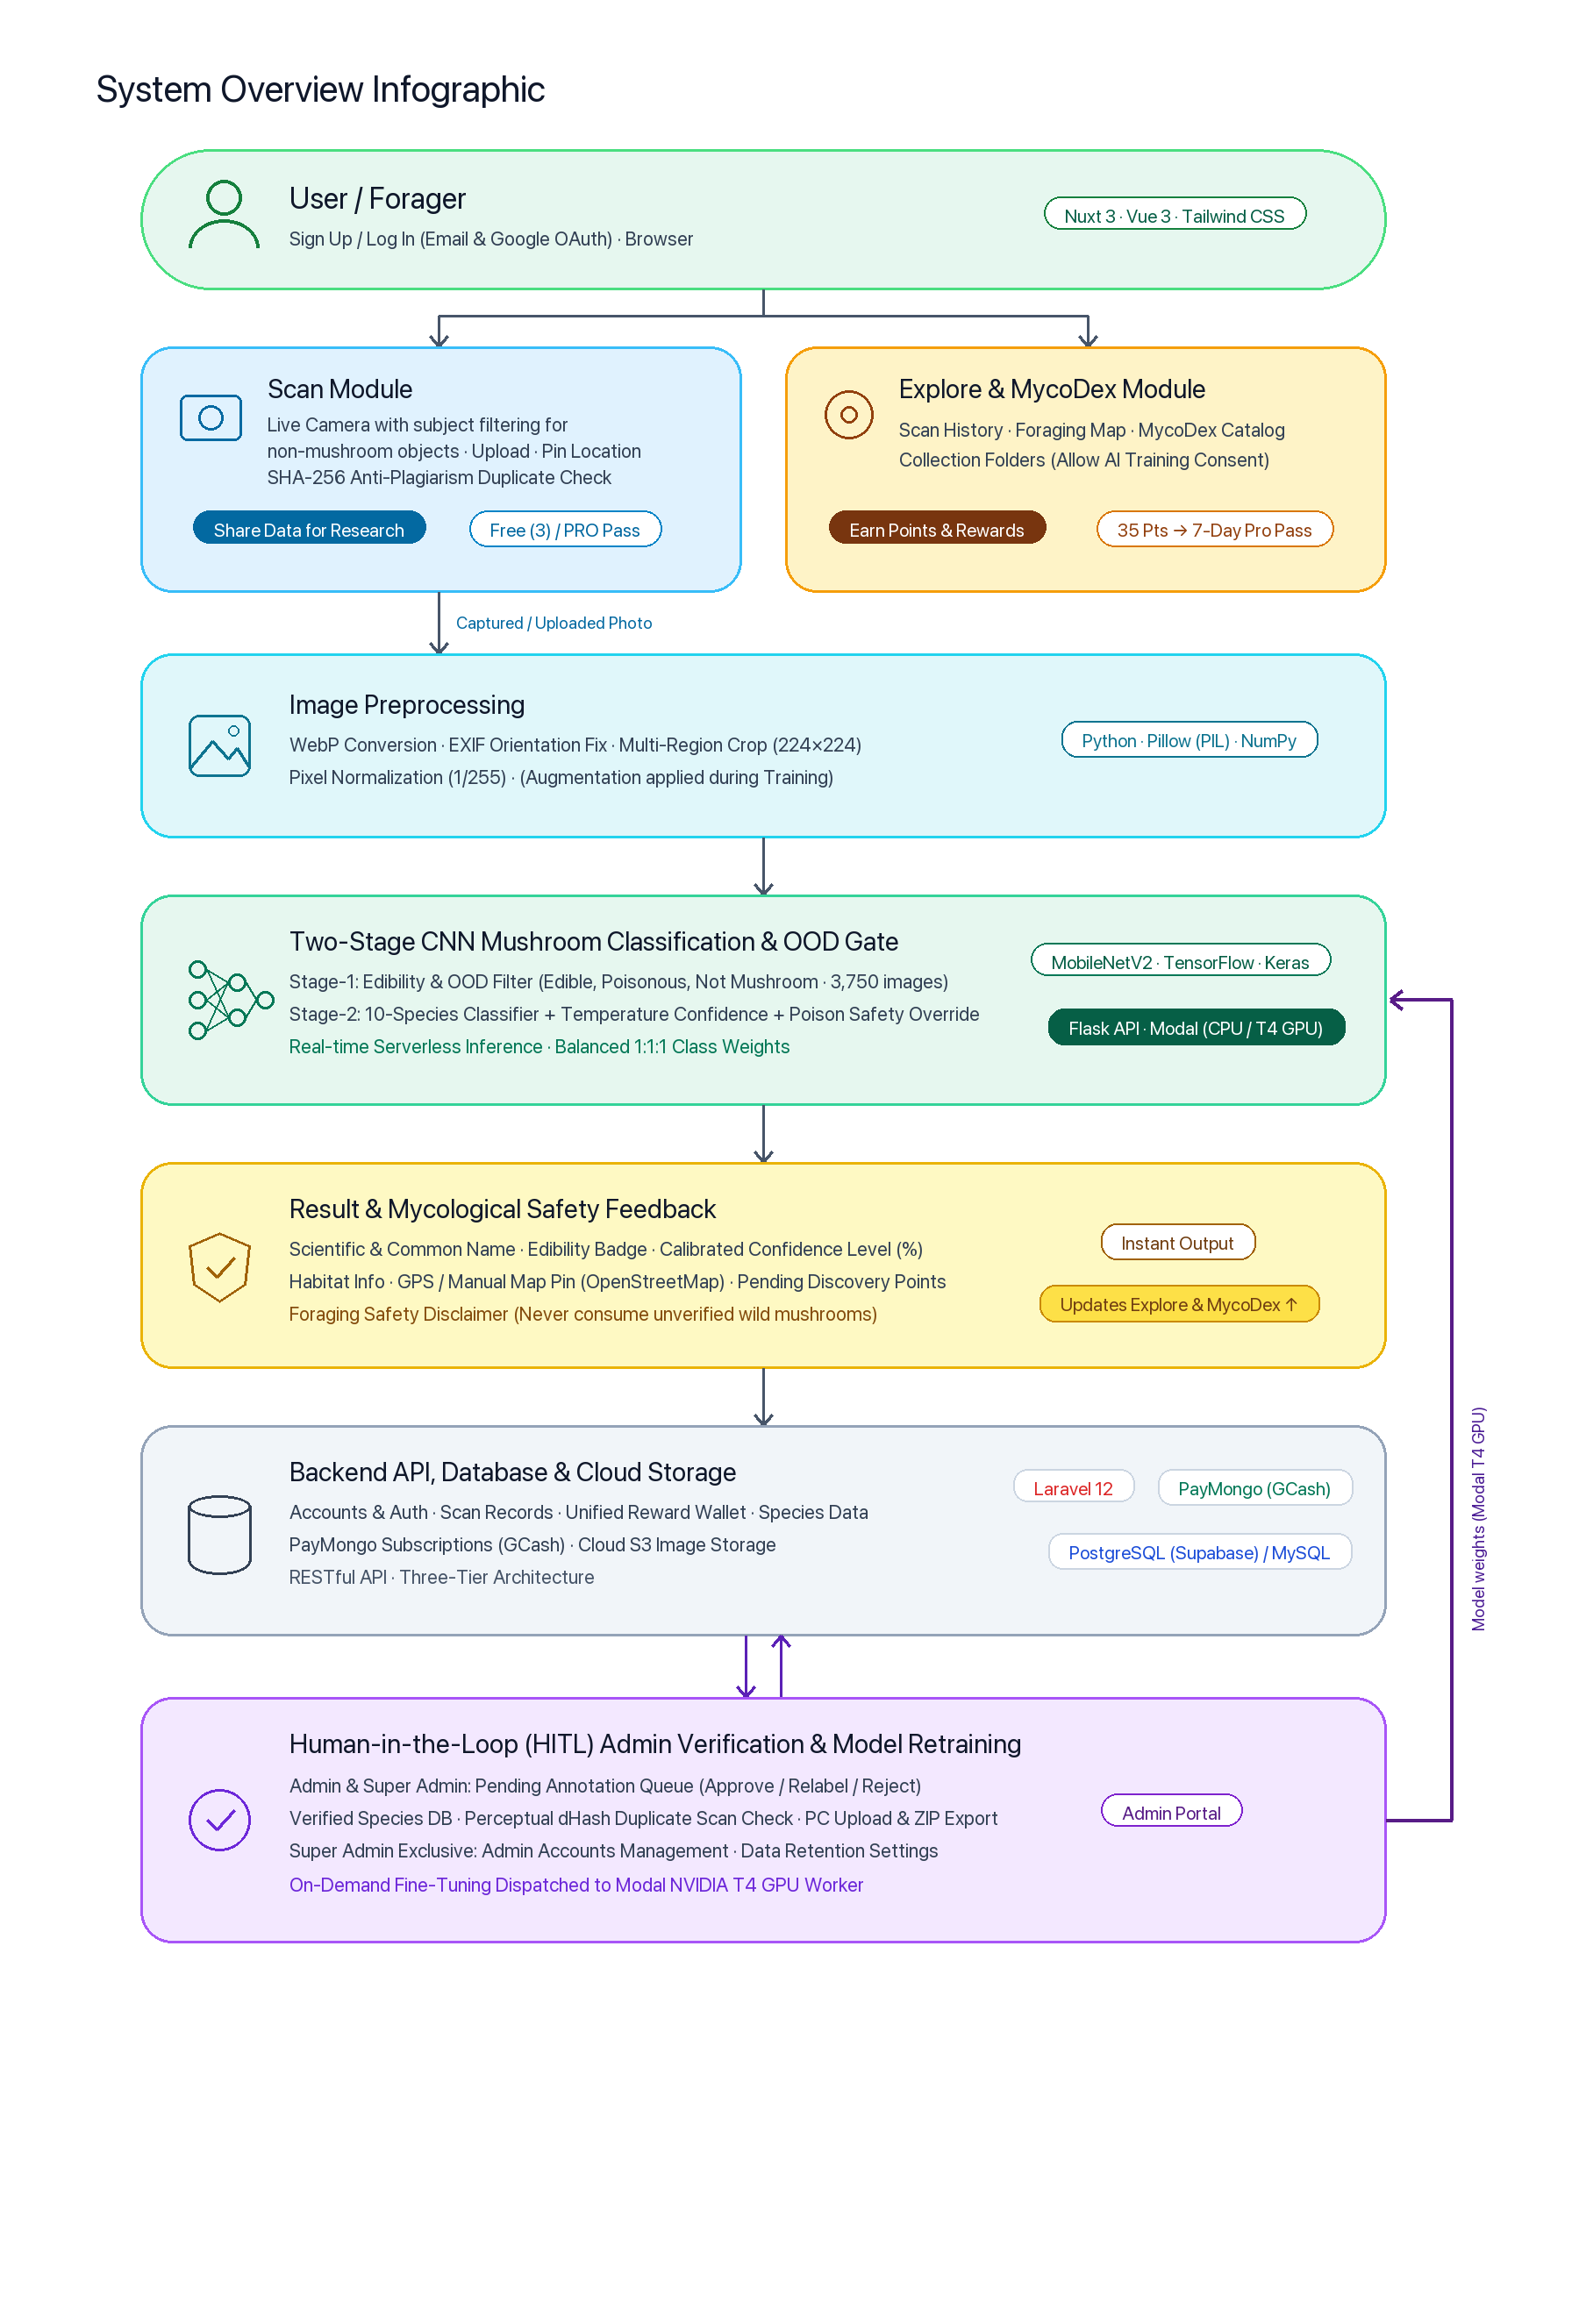 System Overview Infographic
User / Forager
Sign Up / Log In (Email & Google OAuth) · Browser
Nuxt 3 · Vue 3 · Tailwind CSS
Scan Module
Live Camera with subject filtering for
non-mushroom objects · Upload · Pin Location
SHA-256 Anti-Plagiarism Duplicate Check
Share Data for Research
Free (3) / PRO Pass
Explore & MycoDex Module
Scan History · Foraging Map · MycoDex Catalog
Collection Folders (Allow AI Training Consent)
Earn Points & Rewards
35 Pts → 7-Day Pro Pass
Captured / Uploaded Photo
Image Preprocessing
WebP Conversion · EXIF Orientation Fix · Multi-Region Crop (224×224)
Pixel Normalization (1/255) · (Augmentation applied during Training)
Python · Pillow (PIL) · NumPy
Two-Stage CNN Mushroom Classification & OOD Gate
Stage-1: Edibility & OOD Filter (Edible, Poisonous, Not Mushroom · 3,750 images)
Stage-2: 10-Species Classifier + Temperature Confidence + Poison Safety Override
Real-time Serverless Inference · Balanced 1:1:1 Class Weights
MobileNetV2 · TensorFlow · Keras
Flask API · Modal (CPU / T4 GPU)
Result & Mycological Safety Feedback
Scientific & Common Name · Edibility Badge · Calibrated Confidence Level (%)
Habitat Info · GPS / Manual Map Pin (OpenStreetMap) · Pending Discovery Points
Foraging Safety Disclaimer (Never consume unverified wild mushrooms)
Instant Output
Updates Explore & MycoDex ↑
Backend API, Database & Cloud Storage
Accounts & Auth · Scan Records · Unified Reward Wallet · Species Data
PayMongo Subscriptions (GCash) · Cloud S3 Image Storage
RESTful API · Three-Tier Architecture
Laravel 12
PayMongo (GCash)
PostgreSQL (Supabase) / MySQL
Model weights (Modal T4 GPU)
Human-in-the-Loop (HITL) Admin Verification & Model Retraining
Admin & Super Admin: Pending Annotation Queue (Approve / Relabel / Reject)
Verified Species DB · Perceptual dHash Duplicate Scan Check · PC Upload & ZIP Export
Super Admin Exclusive: Admin Accounts Management · Data Retention Settings
On-Demand Fine-Tuning Dispatched to Modal NVIDIA T4 GPU Worker
Admin Portal